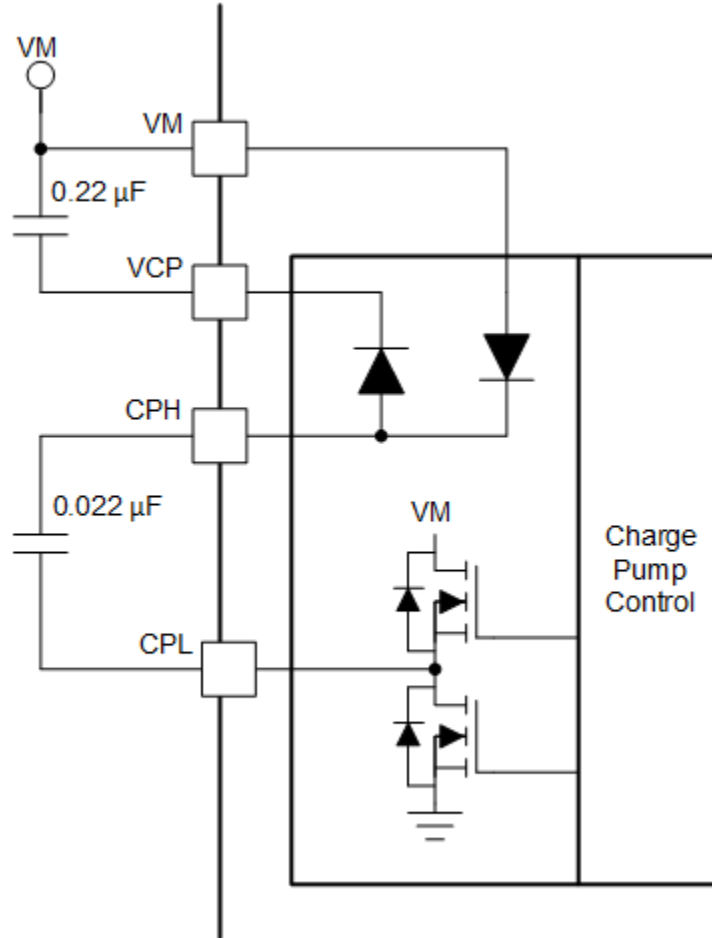 VM
VM
0.22 µF
VCP
CPH
0.022 µF
VM
Charge
Pump
Control
CPL